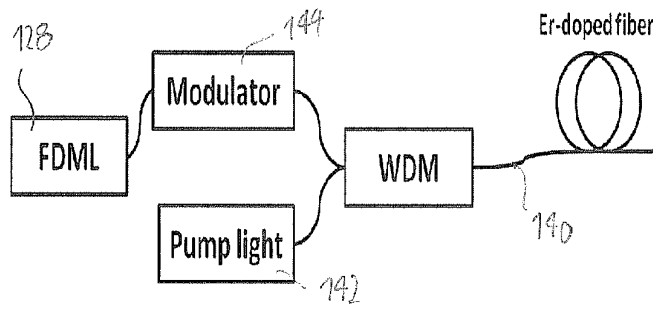 128
144
Er-doped fiber
Modulator
FDML
WDM
140
Pump light
142